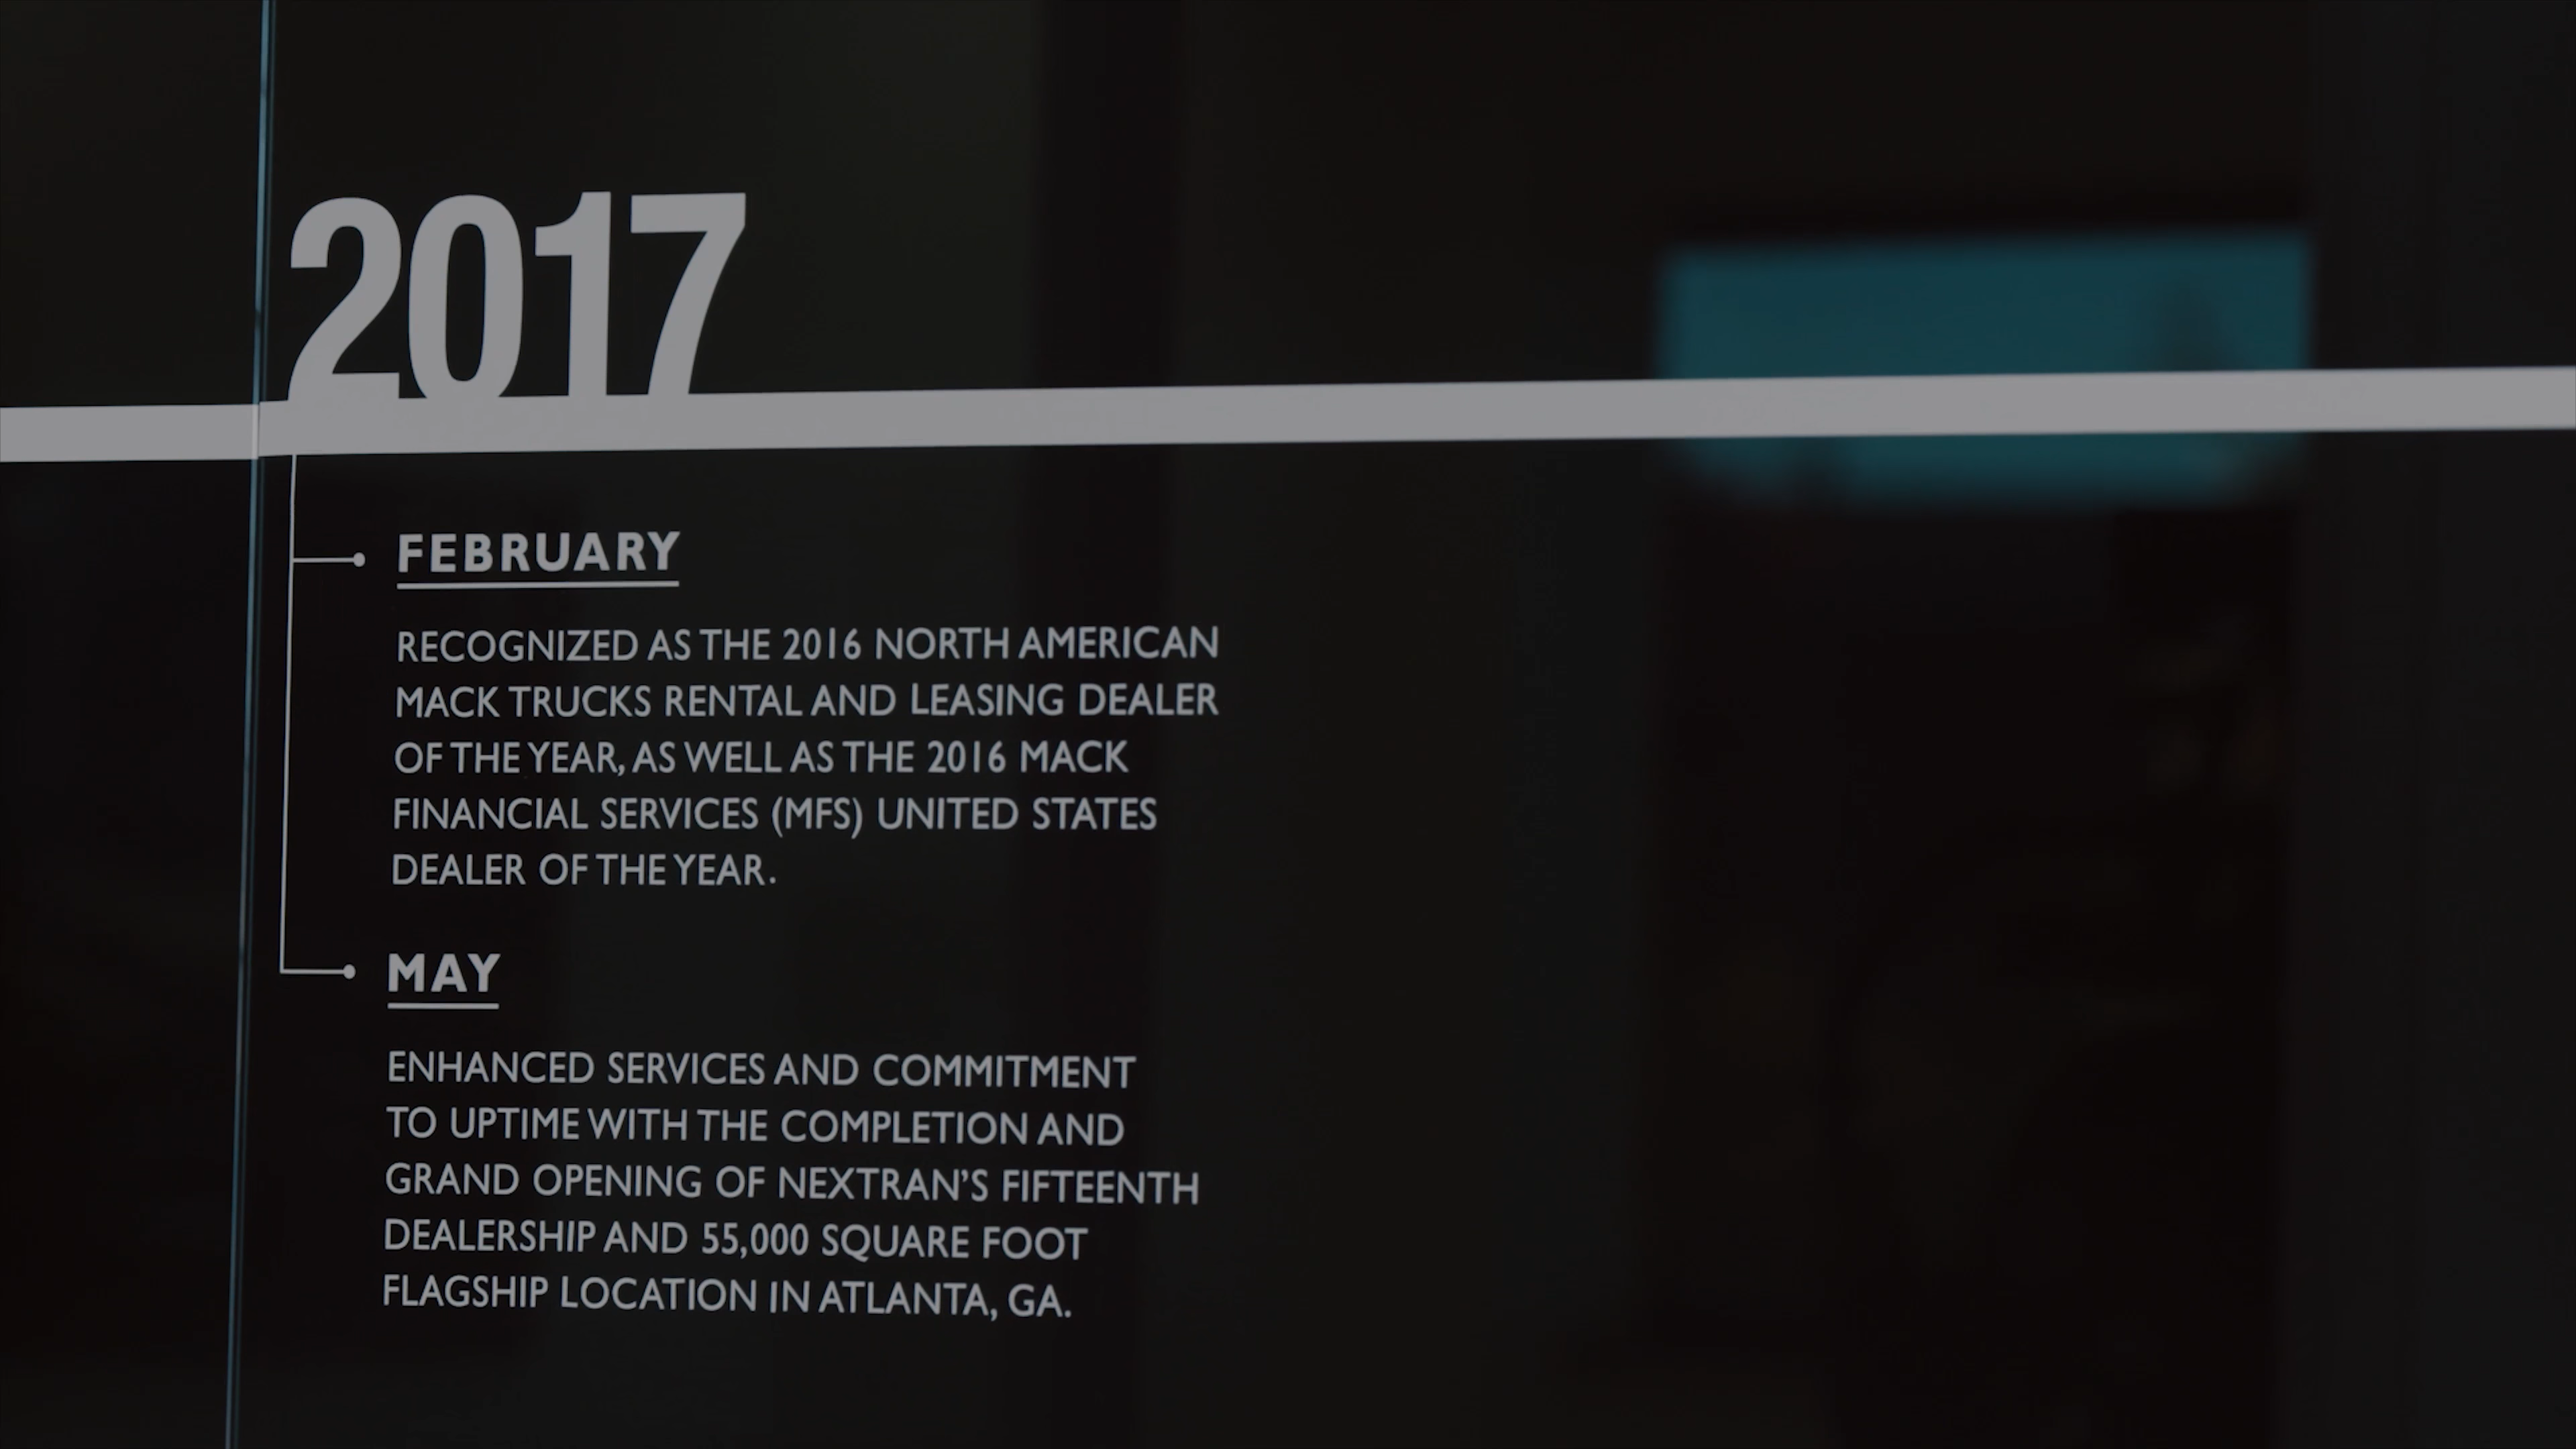 2017
FEBRUARY
RECOGNIZED AS THE 2016 NORTH AMERICAN
MACK TRUCKS RENTAL AND LEASING DEALER
OF THE YEAR, AS WELL AS THE 2016 MACK
FINANCIAL SERVICES (MFS) UNITED STATES
DEALER OF THE YEAR.
MAY
ENHANCED SERVICES AND COMMITMENT
TO UPTIME WITH THE COMPLETION AND
GRAND OPENING OF NEXTRAN'S FIFTEENTH
DEALERSHIP AND 55,000 SQUARE FOOT
FLAGSHIP LOCATION IN ATLANTA, GA.